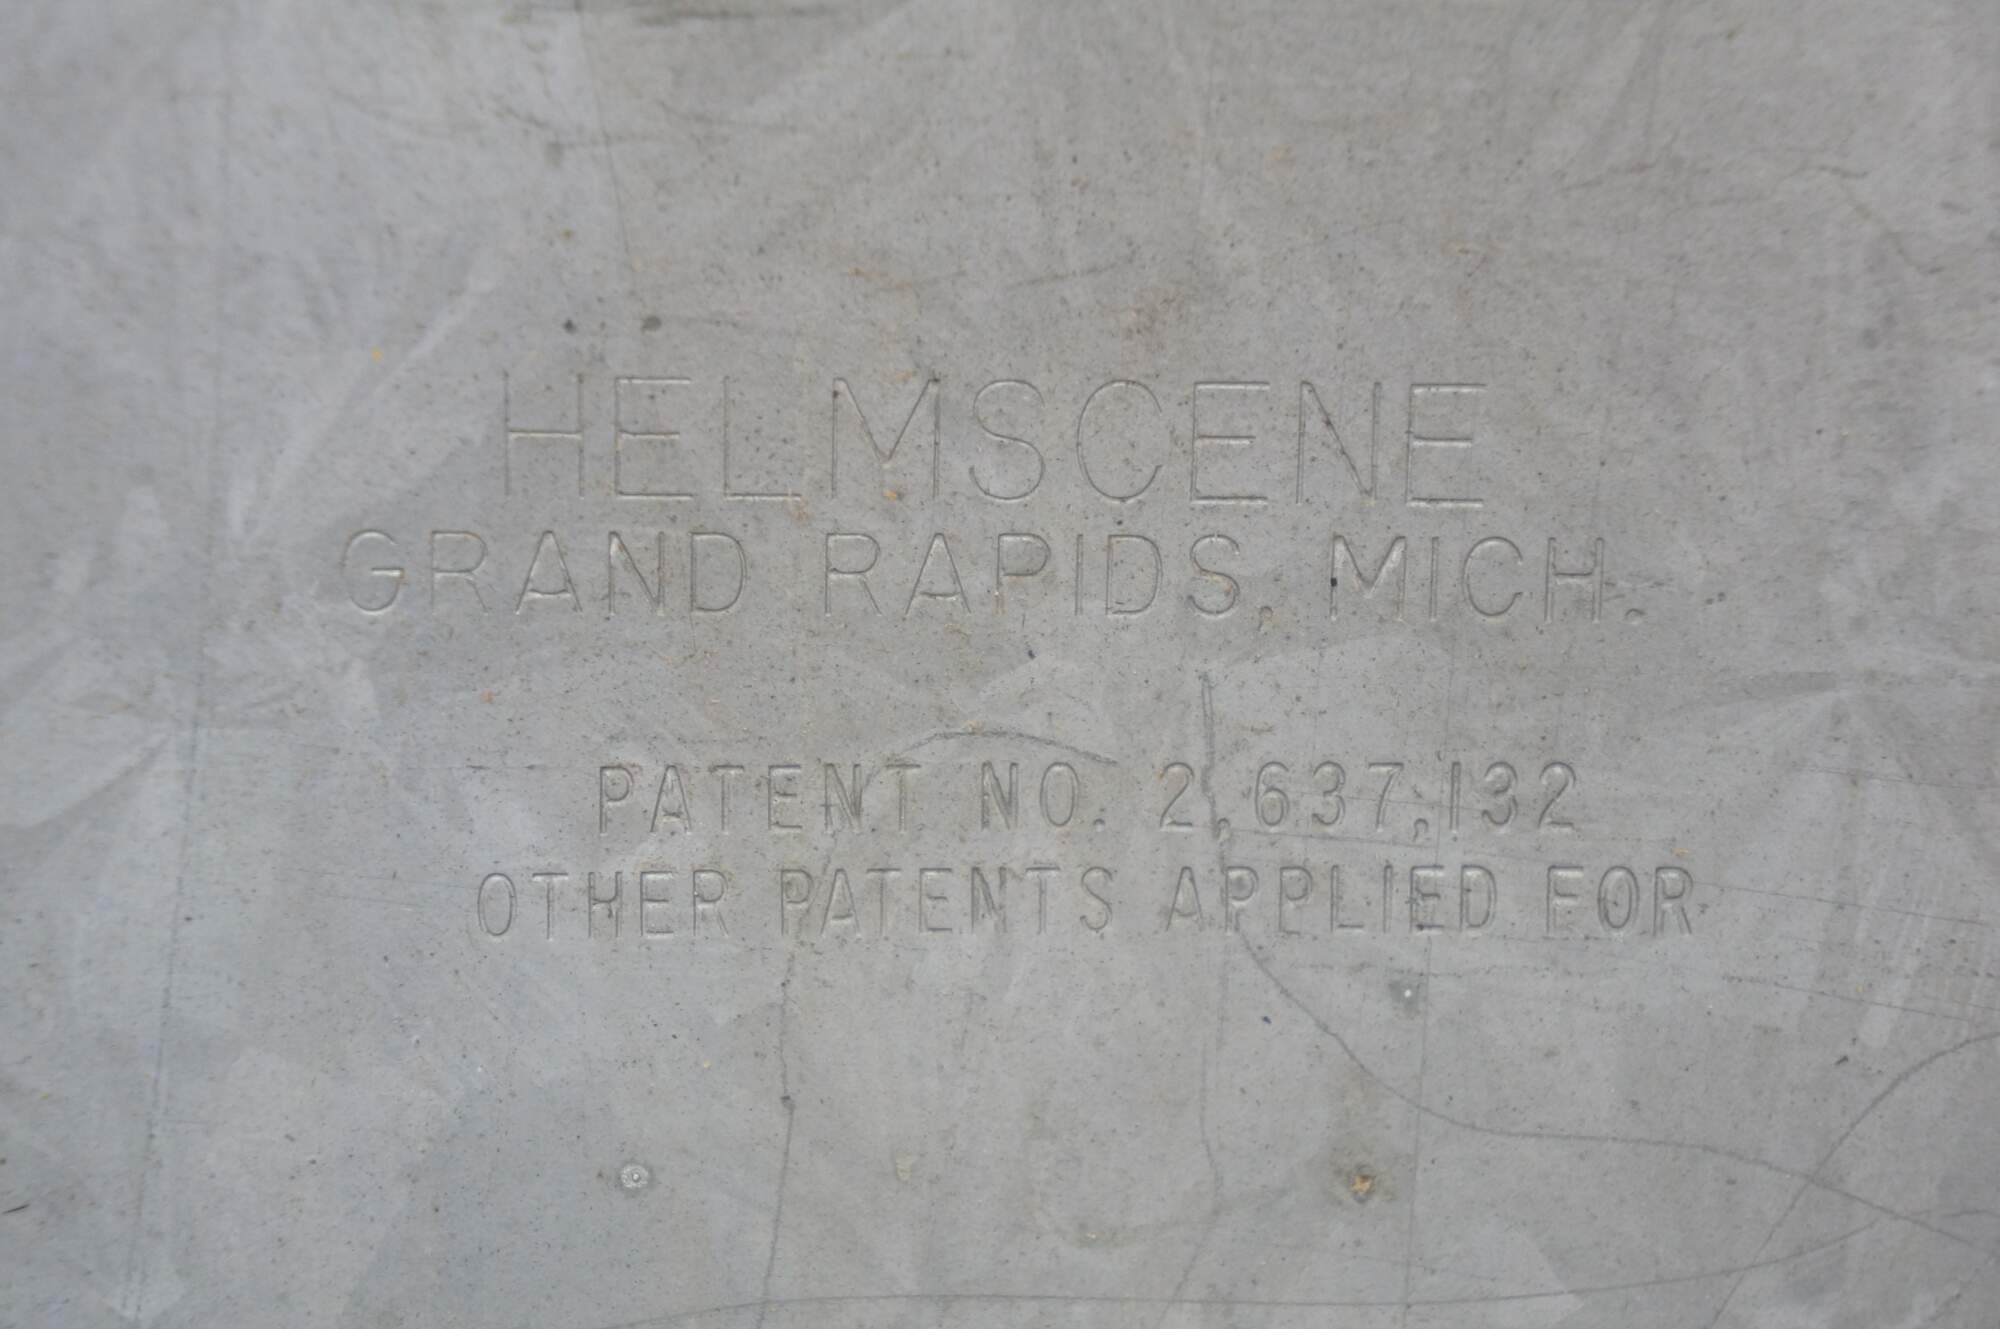 HELMSCENE
GRAND RAPIDS, MICH.
PATENT NO. 2,637,132
OTHER PATENTS APPLIED FOR